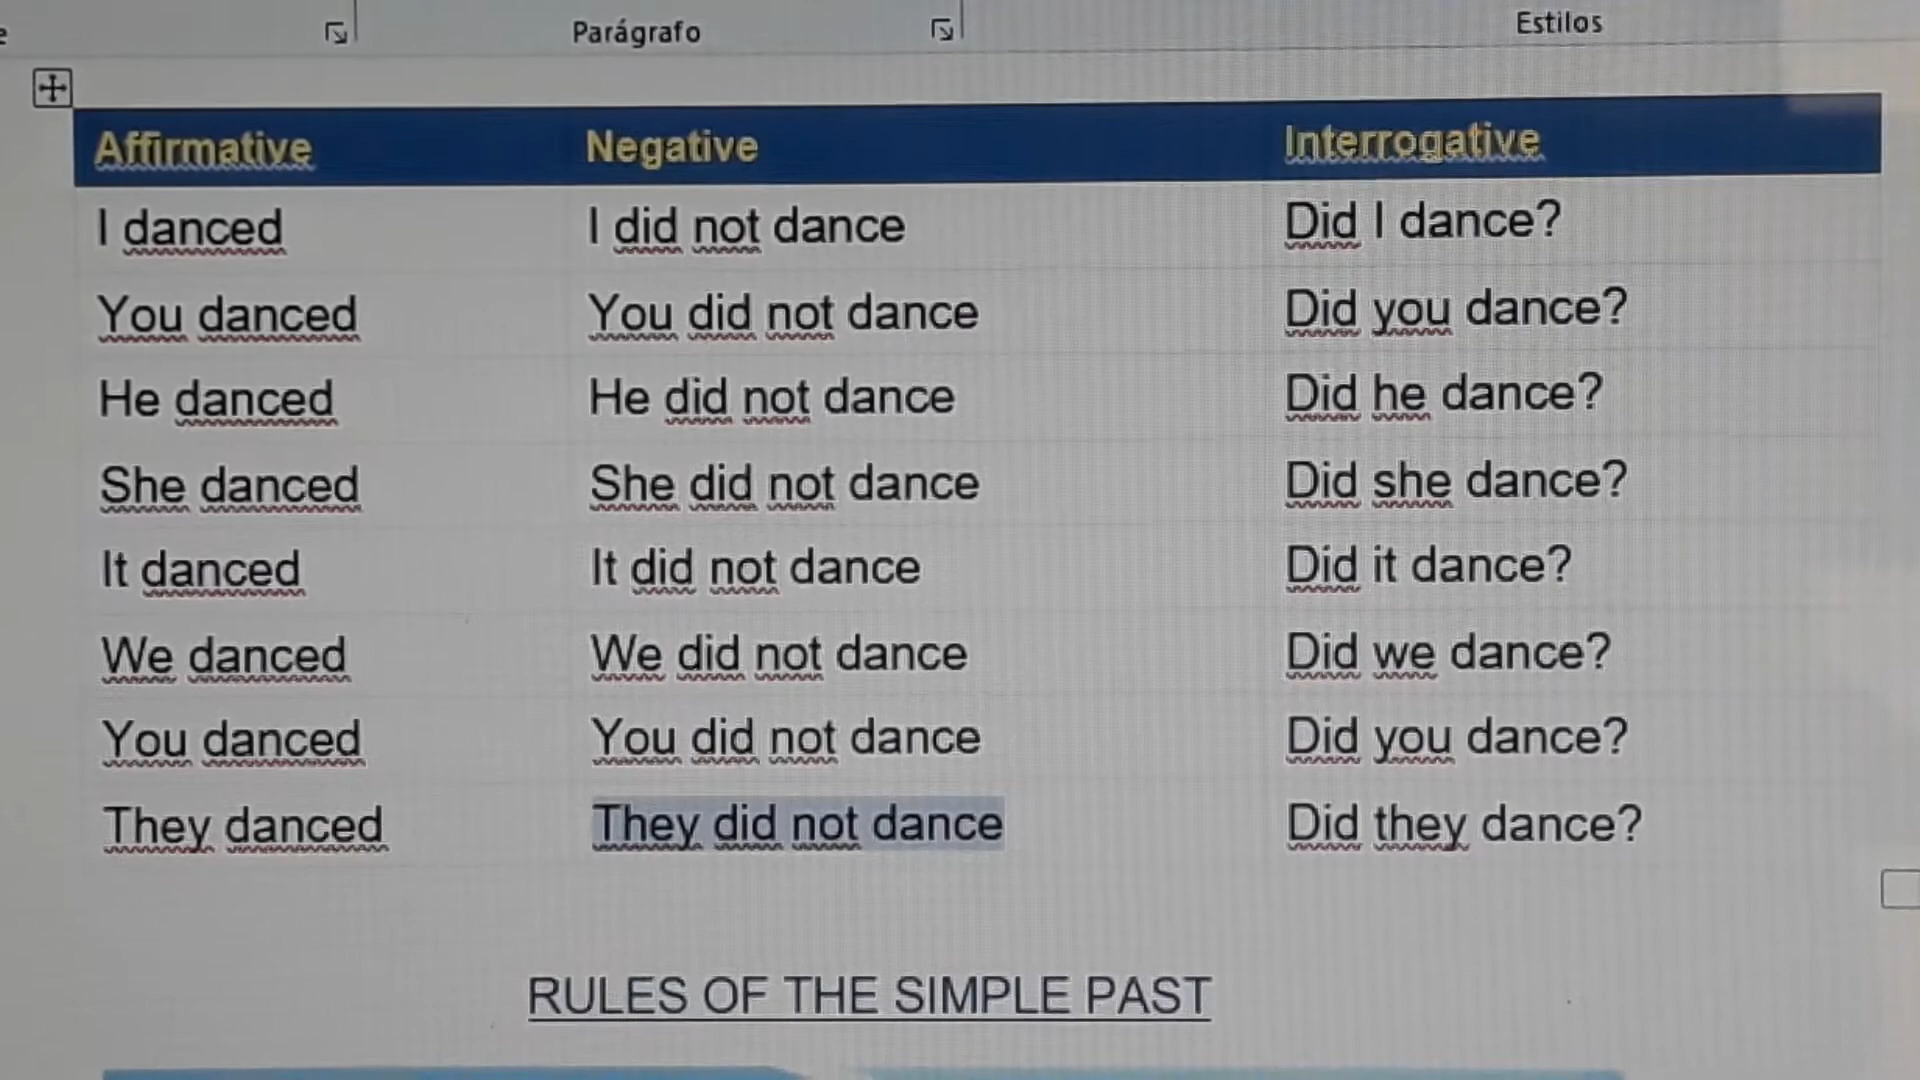 Parágrafo Estilos
Affirmative Negative Interrogative
I danced I did not dance Did I dance?
You danced You did not dance Did you dance?
He danced He did not dance Did he dance?
She danced She did not dance Did she dance?
It danced It did not dance Did it dance?
We danced We did not dance Did we dance?
You danced You did not dance Did you dance?
They danced They did not dance Did they dance?
RULES OF THE SIMPLE PAST